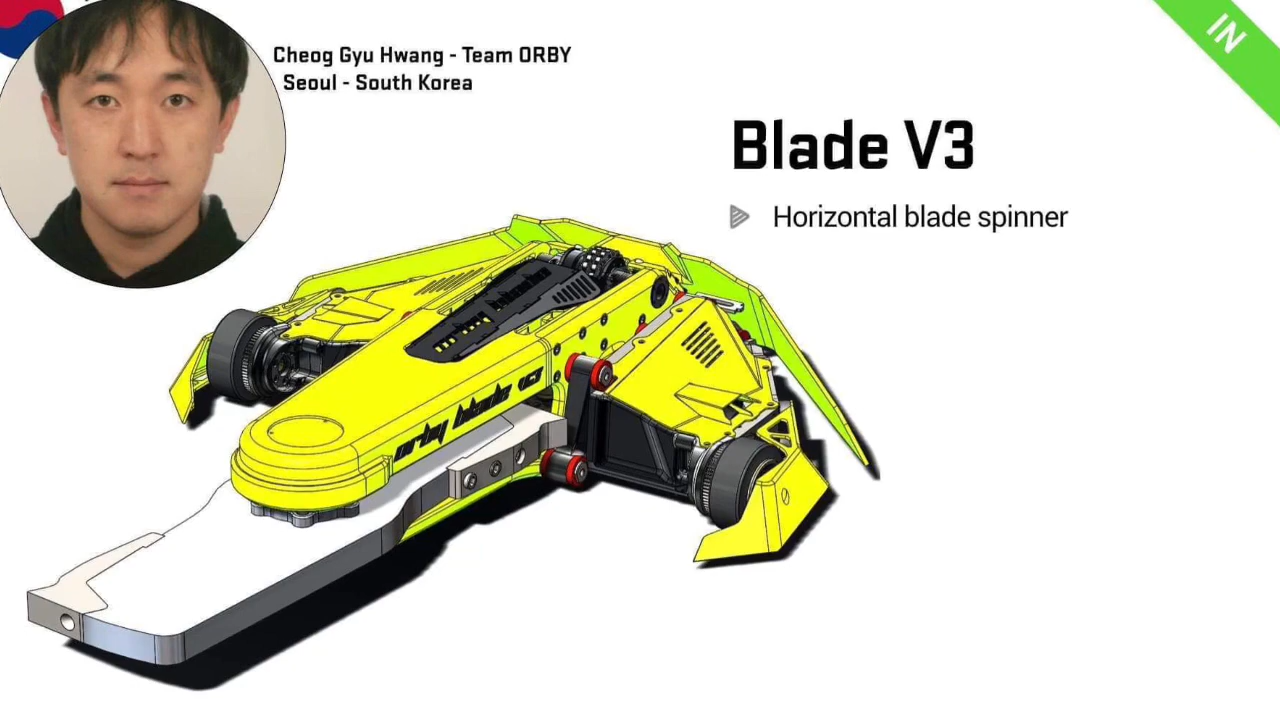 Cheog Gyu Hwang - Team ORBY
Seoul - South Korea
IN
Blade V3
Horizontal blade spinner
orby blade V3